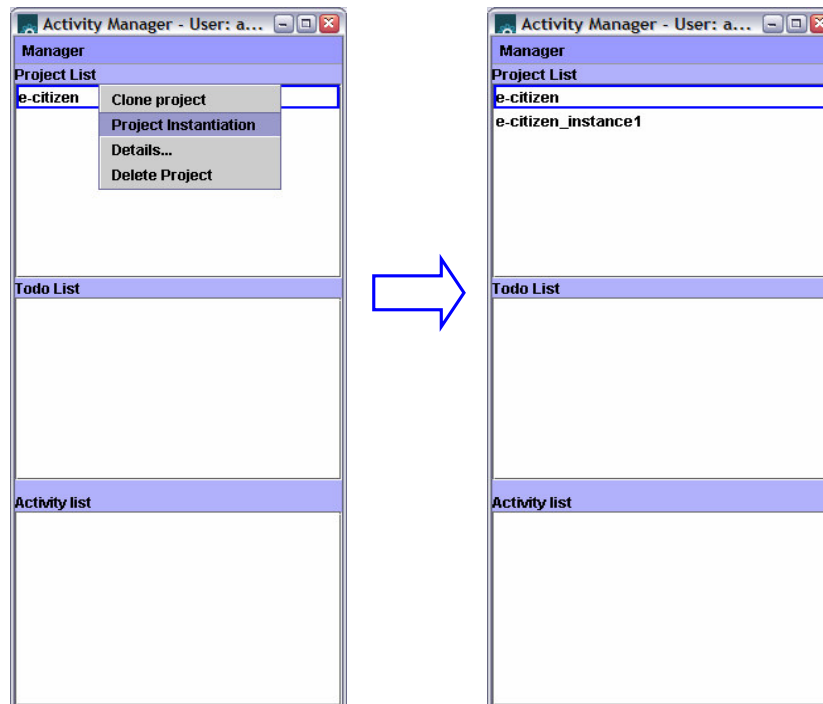 Activity Manager - User: a...
Manager
Project List
e-citizen
Clone project
Project Instantiation
Details...
Delete Project
Todo List
Activity list
Activity Manager - User: a...
Manager
Project List
e-citizen
e-citizen_instance1
Todo List
Activity list